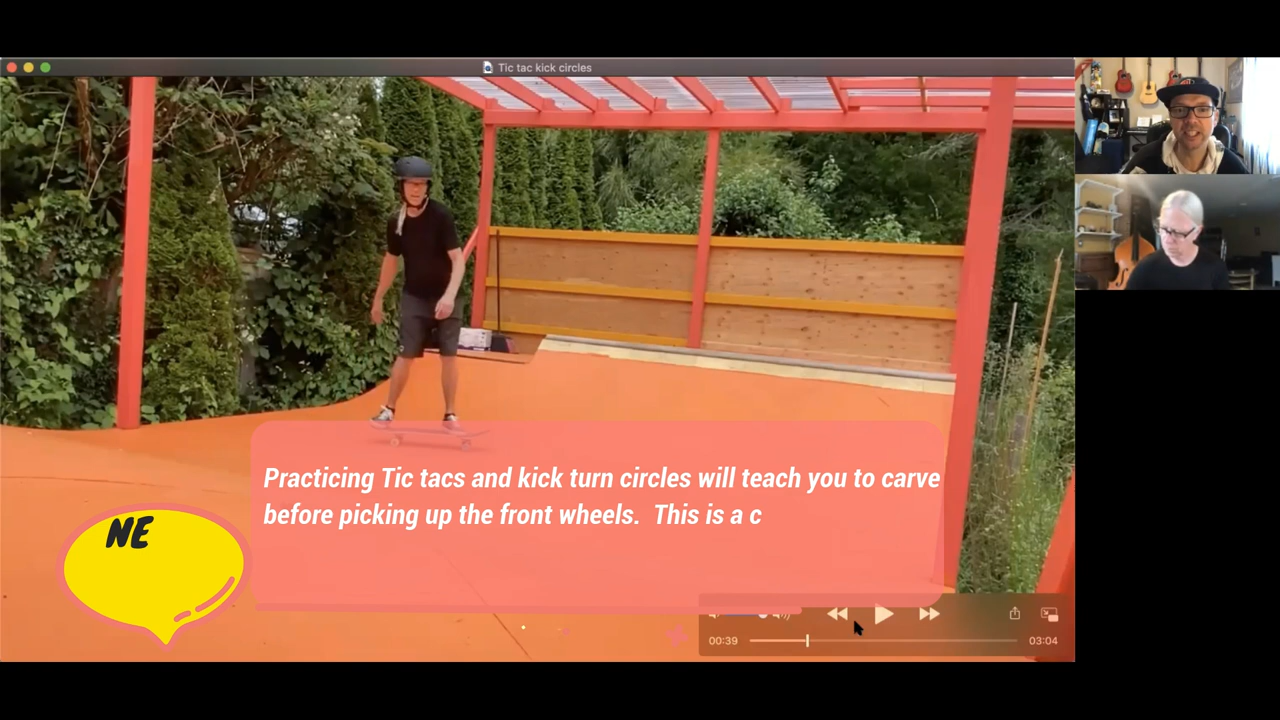 Tic tac kick circles
Practicing Tic tacs and kick turn circles will teach you to carve
before picking up the front wheels.  This is a c
NE
00:39
03:04